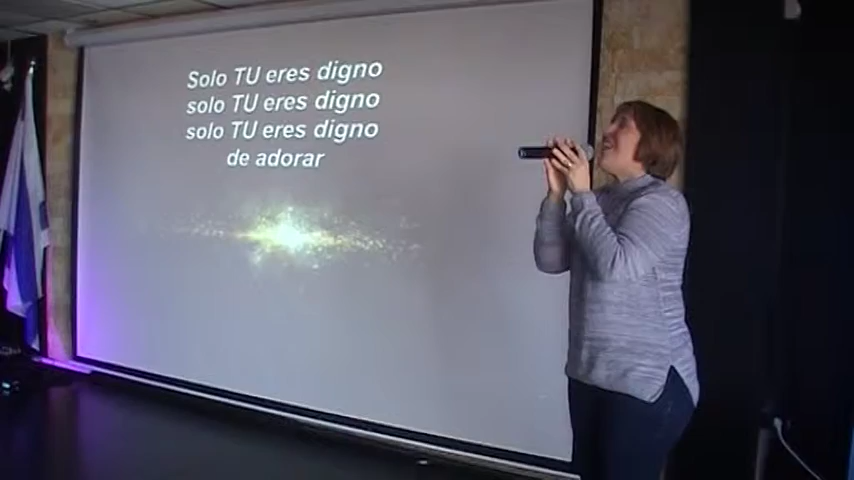 Solo TU eres digno
solo TU eres digno
solo TU eres digno
de adorar